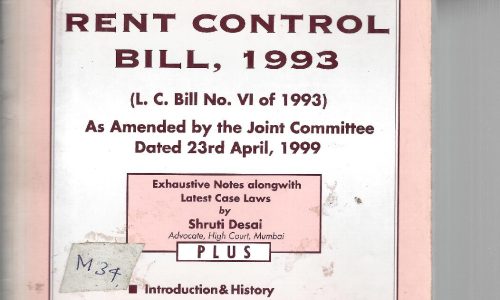 RENT CONTROL
BILL, 1993
(L. C. Bill No. VI of 1993)
As Amended by the Joint Committee
Dated 23rd April, 1999
Exhaustive Notes alongwith
Latest Case Laws
by
Shruti Desai
Advocate, High Court, Mumbai
PLUS
M34
■ Introduction & History